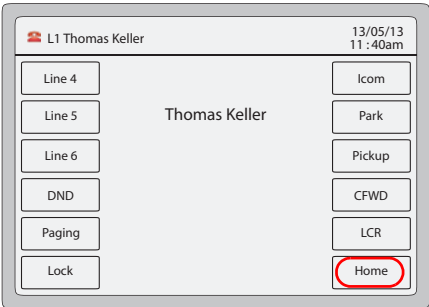 L1 Thomas Keller
13/05/13
11:40am
Line 4
Icom
Line 5
Thomas Keller
Park
Line 6
Pickup
DND
CFWD
Paging
LCR
Lock
Home